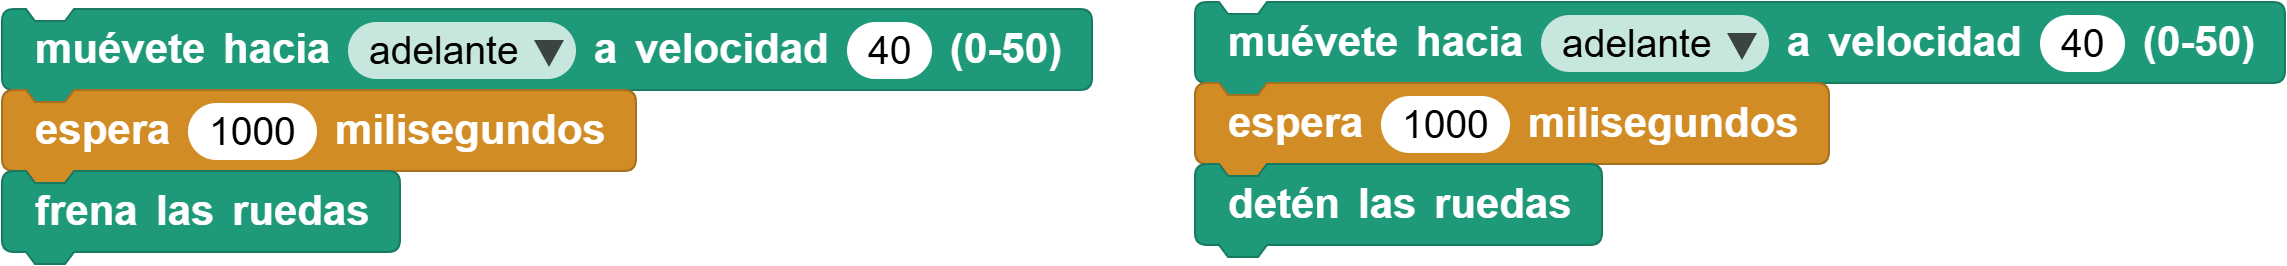 muévete hacia adelante a velocidad 40 (0-50)
espera 1000 milisegundos
frena las ruedas
muévete hacia adelante a velocidad 40 (0-50)
espera 1000 milisegundos
detén las ruedas